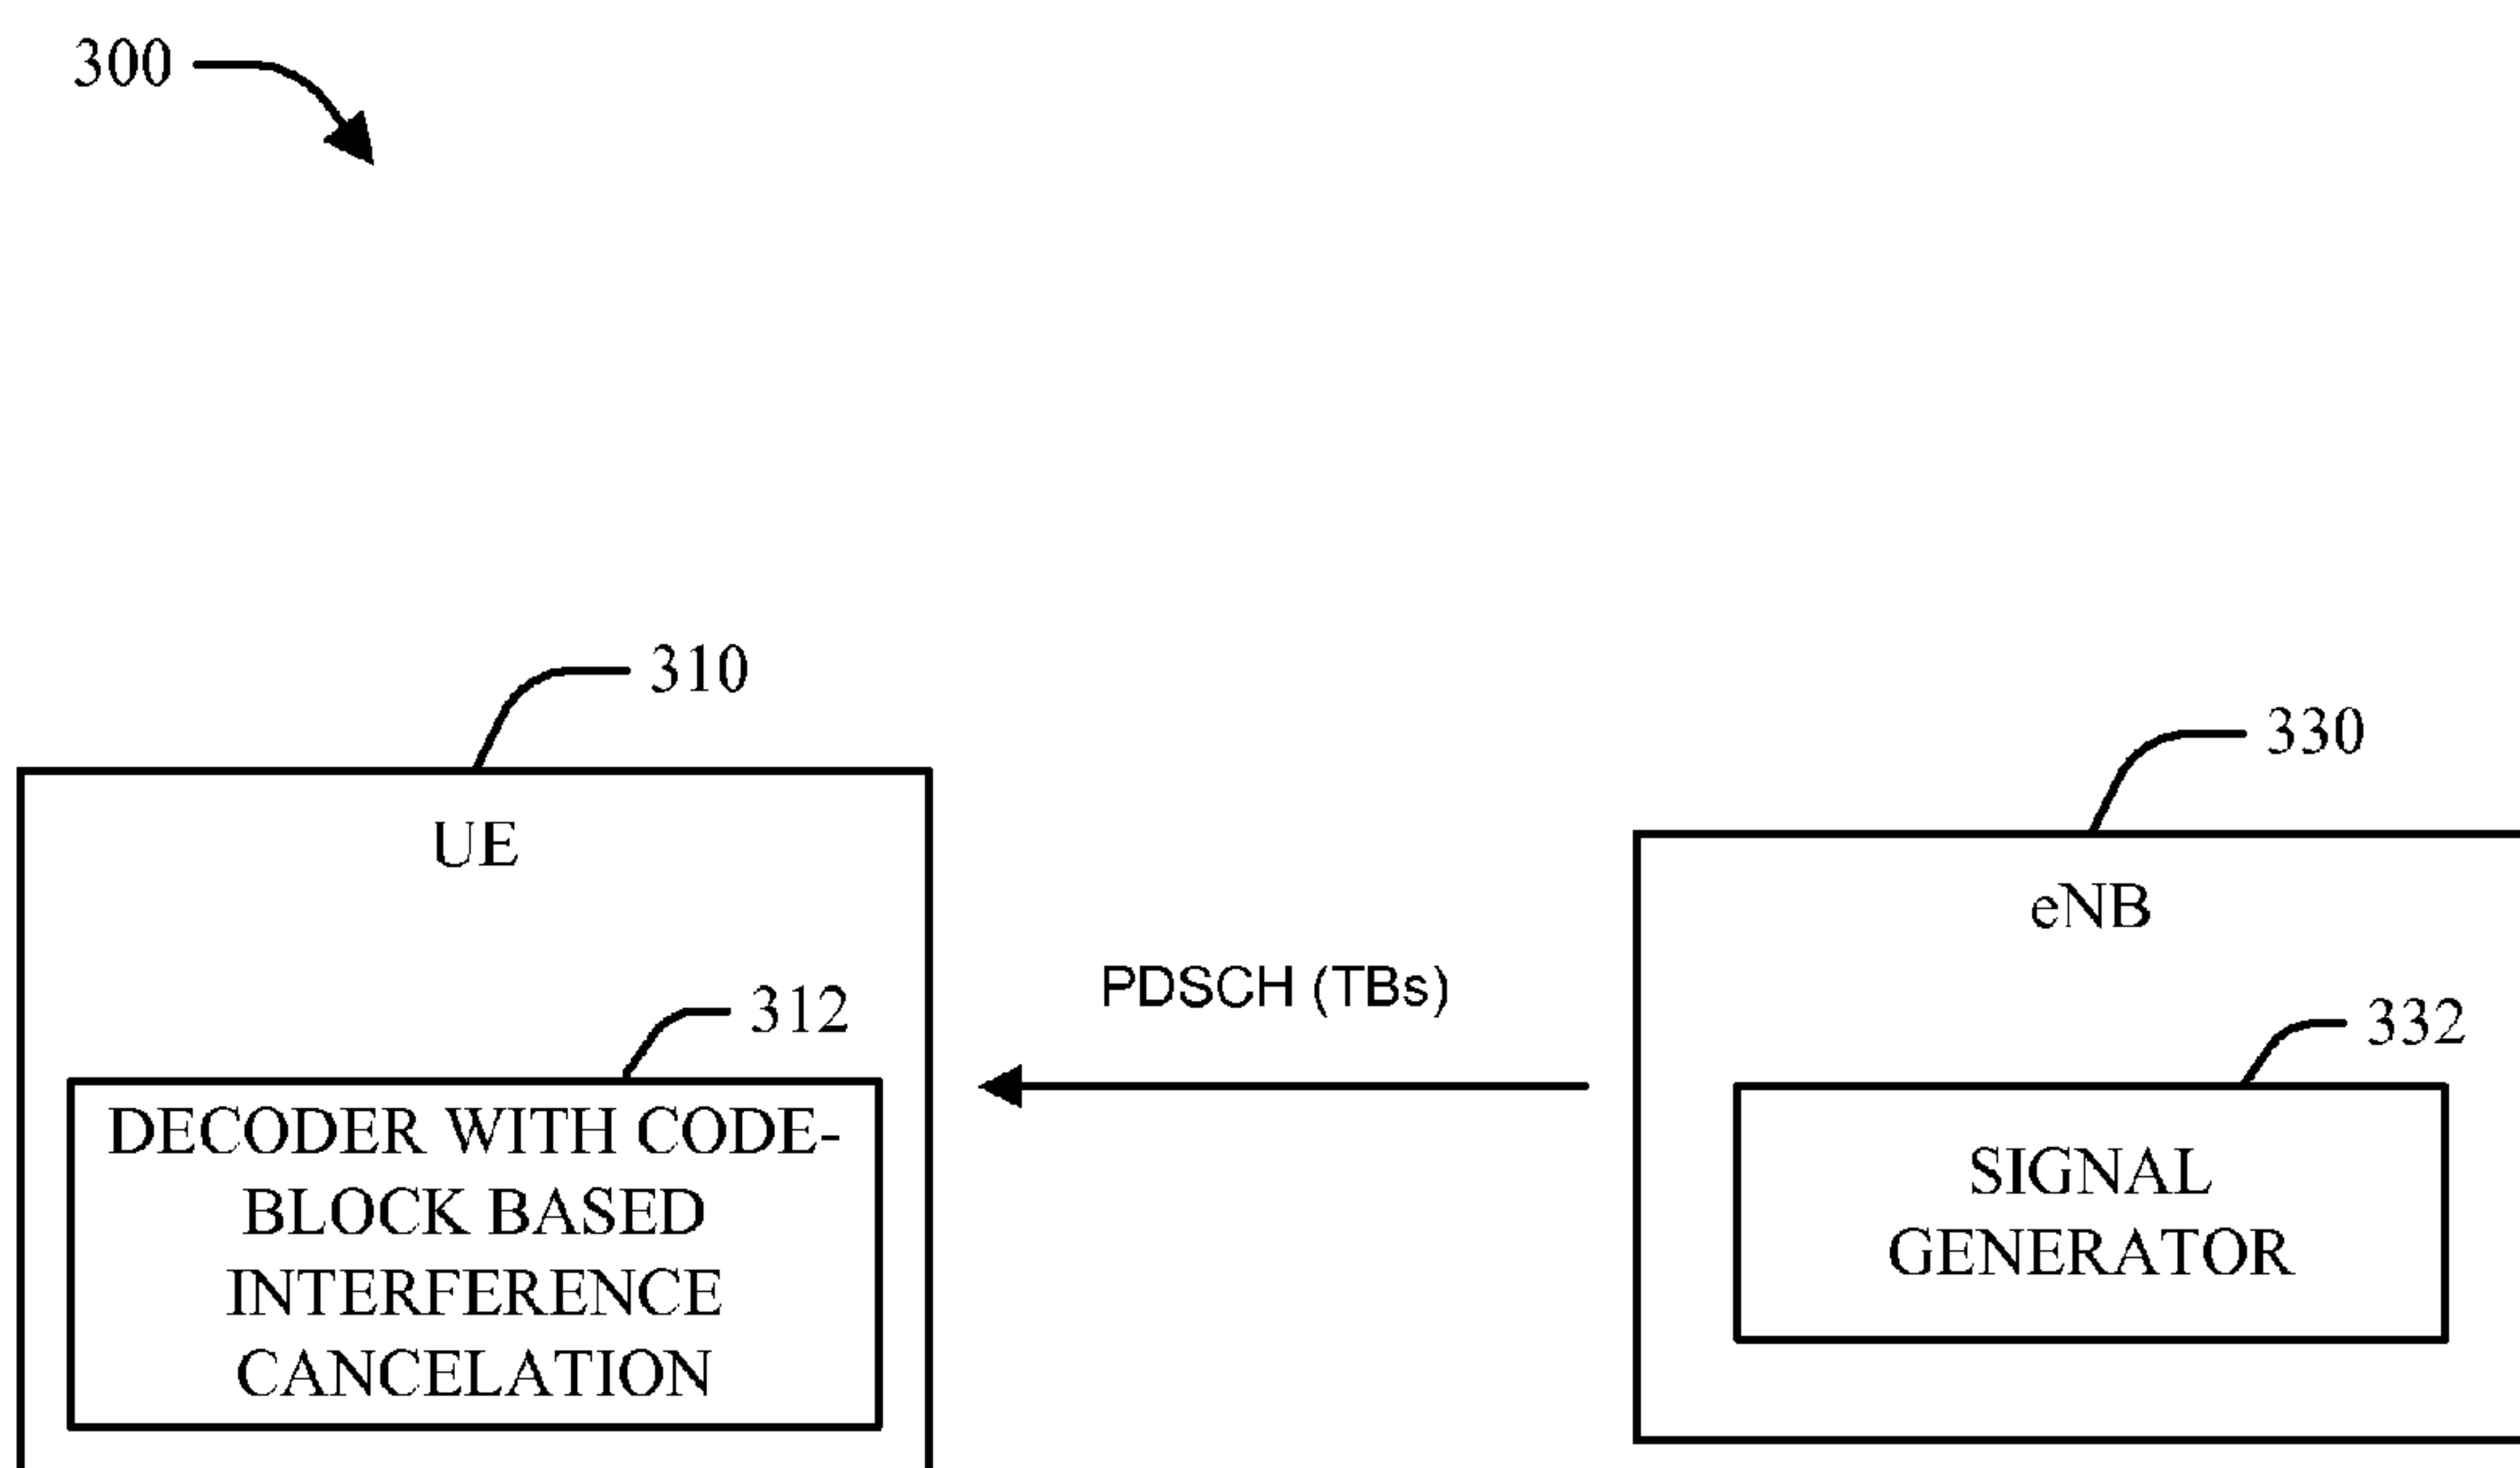 300
310
330
UE
eNB
PDSCH (TBs)
312
332
DECODER WITH CODE-
BLOCK BASED
INTERFERENCE
CANCELATION
SIGNAL
GENERATOR